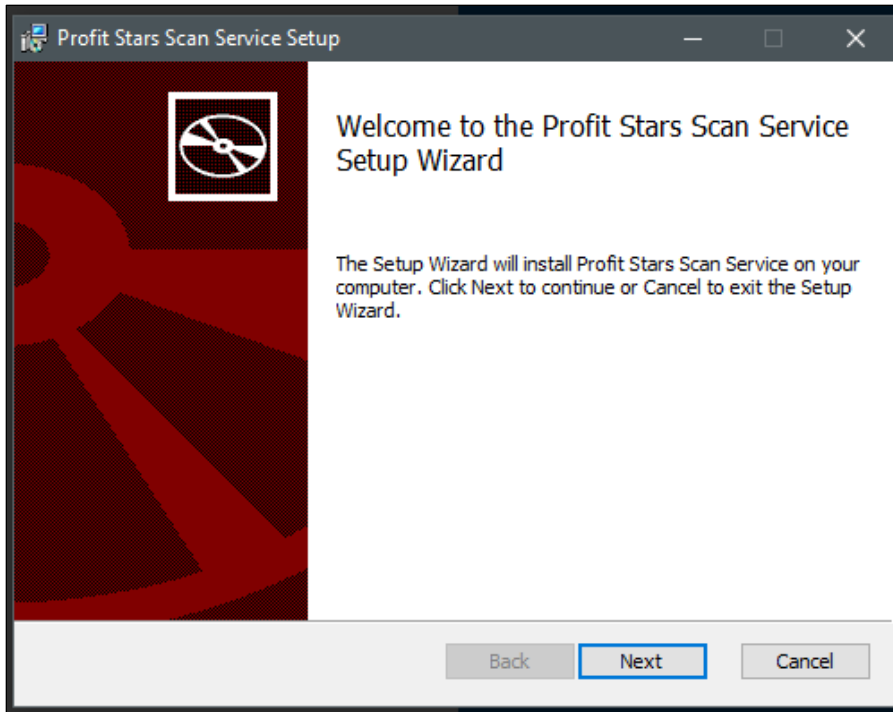 Profit Stars Scan Service Setup
Welcome to the Profit Stars Scan Service
Setup Wizard
The Setup Wizard will install Profit Stars Scan Service on your
computer. Click Next to continue or Cancel to exit the Setup
Wizard.
Back Next Cancel